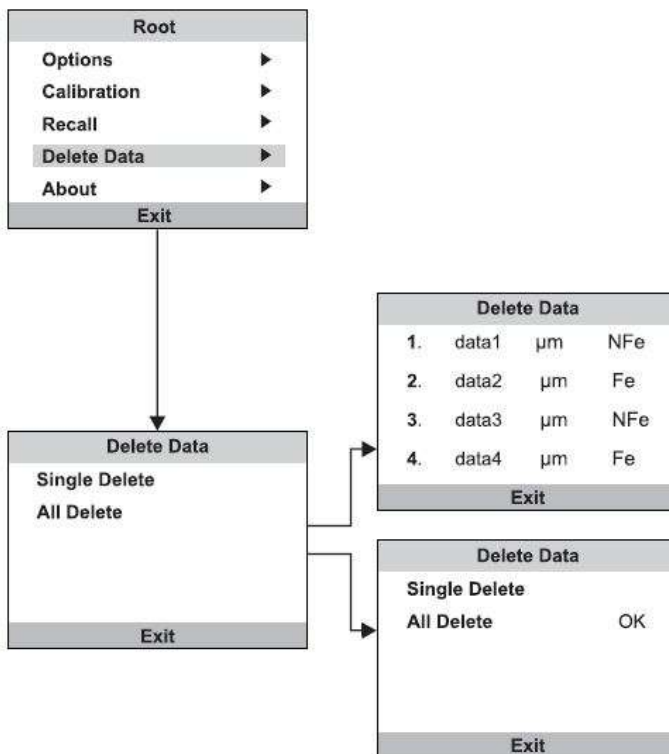 Root
Options
Calibration
Recall
Delete Data
About
Exit
Delete Data
Single Delete
All Delete
Exit
Delete Data
1. data1 µm NFe
2. data2 µm Fe
3. data3 µm NFe
4. data4 µm Fe
Exit
Delete Data
Single Delete
All Delete OK
Exit